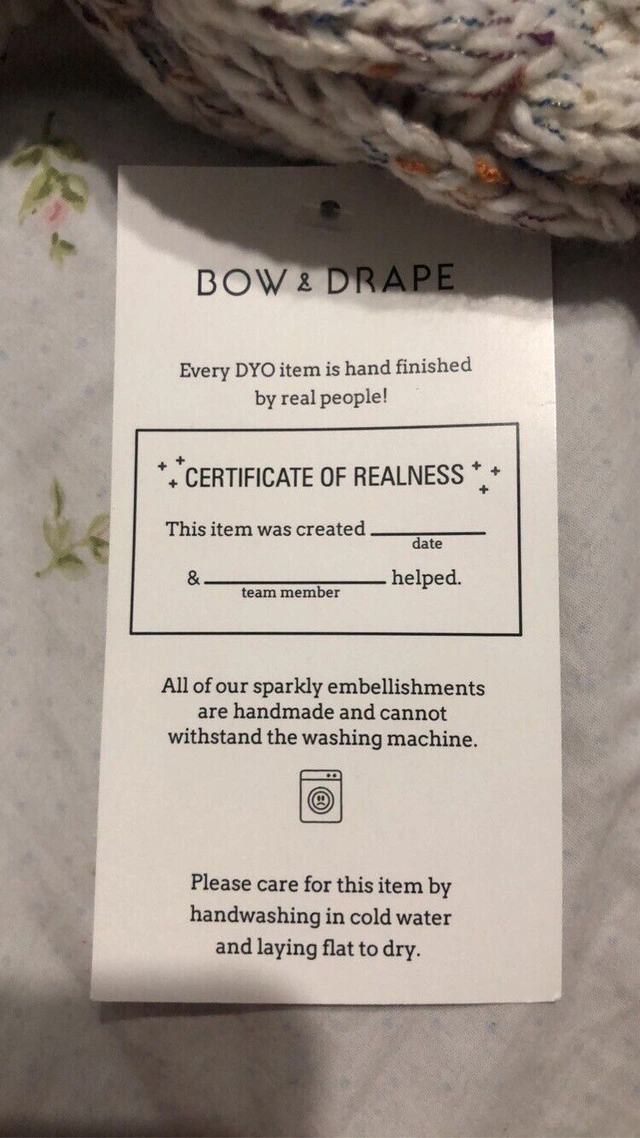 BOW & DRAPE
Every DYO item is hand finished
by real people!
CERTIFICATE OF REALNESS
This item was created
date
& helped.
team member
All of our sparkly embellishments
are handmade and cannot
withstand the washing machine.
Please care for this item by
handwashing in cold water
and laying flat to dry.